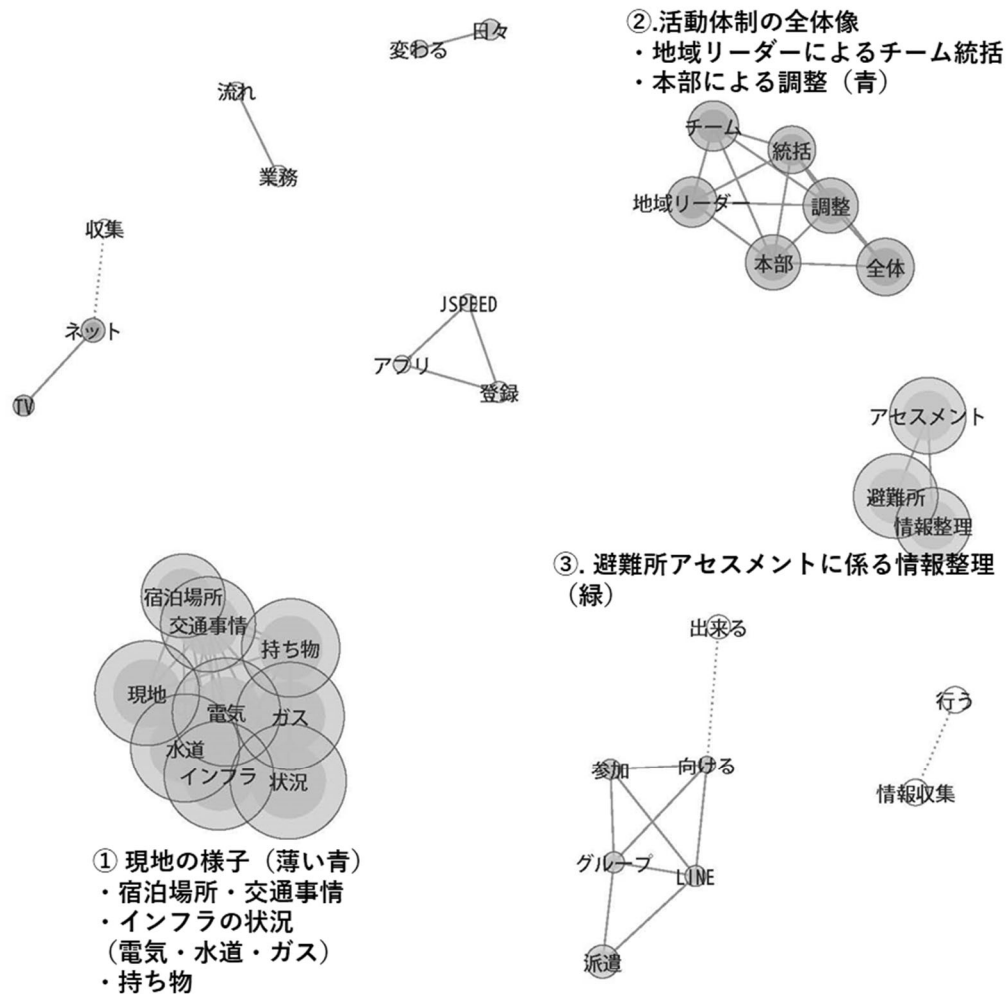 日々
変わる
流れ
業務
収集
ネット
TV
②.活動体制の全体像
・地域リーダーによるチーム統括
・本部による調整（青）
チーム
統括
地域リーダー
調整
本部
全体
JSPEED
アプリ
登録
アセスメント
避難所
情報整理
③. 避難所アセスメントに係る情報整理
（緑）
宿泊場所
交通事情
持ち物
現地
電気
ガス
水道
インフラ
状況
① 現地の様子（薄い青）
・宿泊場所・交通事情
・インフラの状況
（電気・水道・ガス）
・持ち物
出来る
行う
情報収集
参加
向ける
グループ
LINE
派遣